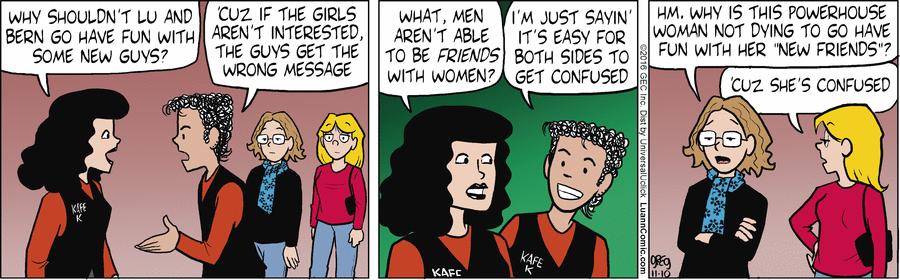 WHY SHOULDN'T LU AND
BERN GO HAVE FUN WITH
SOME NEW GUYS?
'CUZ IF THE GIRLS
AREN'T INTERESTED,
THE GUYS GET THE
WRONG MESSAGE
KAFE
K
WHAT, MEN
AREN'T ABLE
TO BE FRIENDS
WITH WOMEN?
I'M JUST SAYIN'
IT'S EASY FOR
BOTH SIDES TO
GET CONFUSED
KAFE
KAFE
K
©2016 GEC Inc. Dist by UniversalUclick LuannComic.com
HM. WHY IS THIS POWERHOUSE
WOMAN NOT DYING TO GO HAVE
FUN WITH HER "NEW FRIENDS"?
'CUZ SHE'S CONFUSED
GREG
11-10